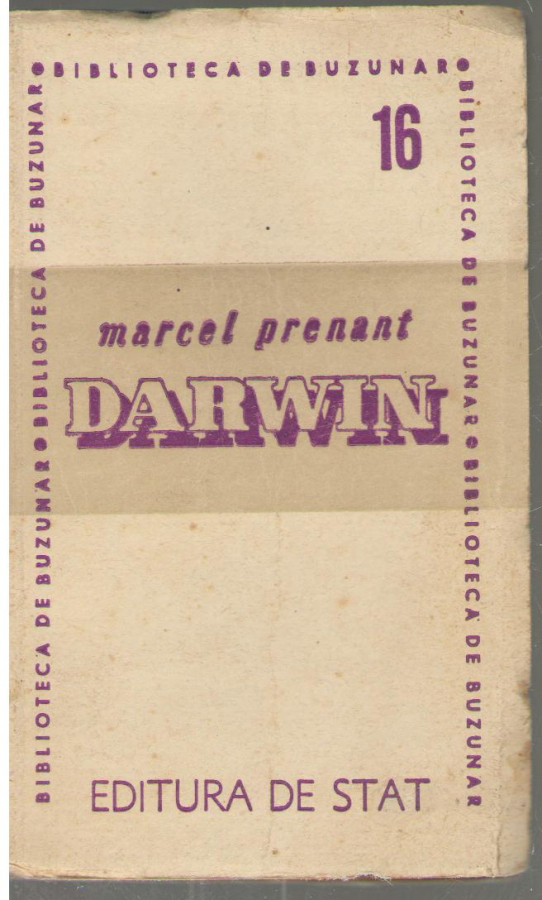 ● BIBLIOTECA DE BUZUNAR ●
BIBLIOTECA DE BUZUNAR ● BIBLIOTECA DE BUZUNAR
16
marcel prenant
DARWIN
EDITURA DE STAT
BIBLIOTECA DE BUZUNAR ● BIBLIOTECA DE BUZUNAR